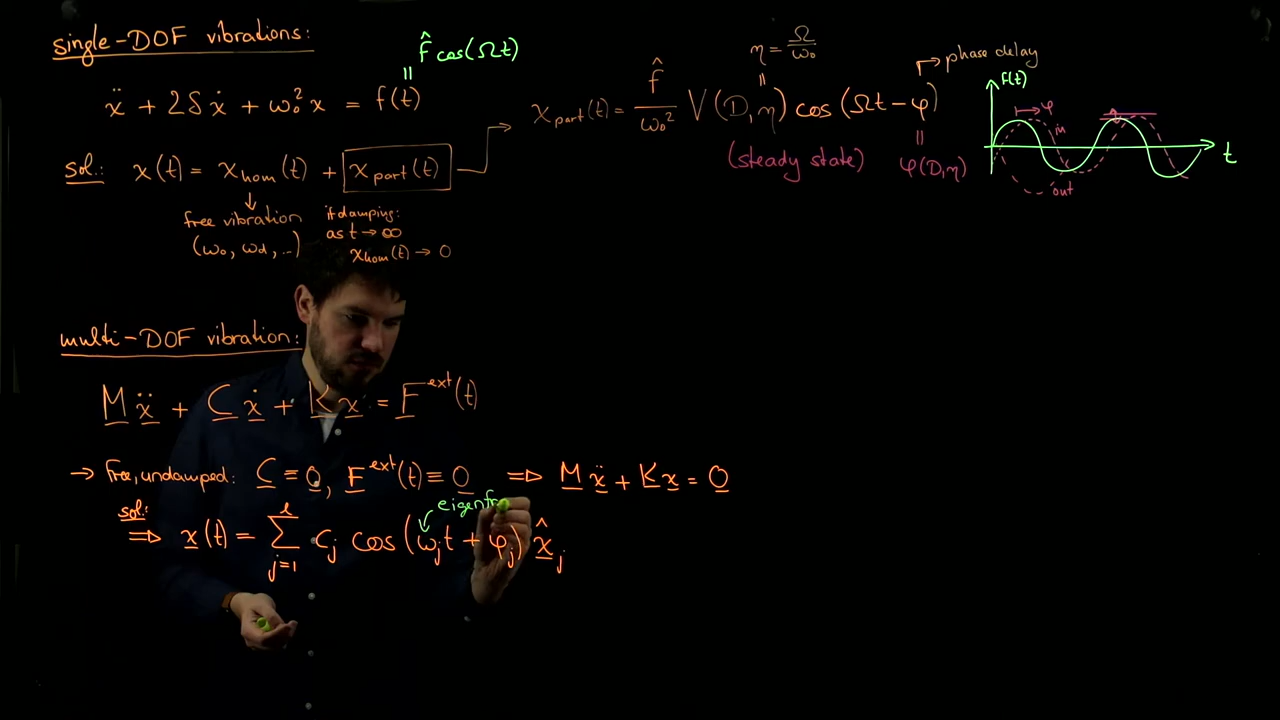 single-DOF vibrations:
f̂ cos(Ωt)
||
ẍ + 2δẋ + ω₀²x = f(t)
sol.: x(t) = x_hom(t) + x_part(t)
↓
free vibration
(ω₀, ω_d, ...)
if damping:
as t → ∞
x_hom(t) → 0
η = Ω/ω₀
||
x_part(t) = f̂/ω₀² V(D,η) cos(Ωt − φ)
→ phase delay
(steady state)
||
φ(D,η)
f(t)
φ
in
out
t
multi-DOF vibration:
M ẍ + C ẋ + K x = F^ext(t)
→ free, undamped: C ≡ 0, F^ext(t) ≡ 0 ⇒ M ẍ + K x = 0
sol:
eigenfr
⇒ x(t) = Σ_{j=1}^{l} c_j cos(ω_j t + φ_j) x̂_j